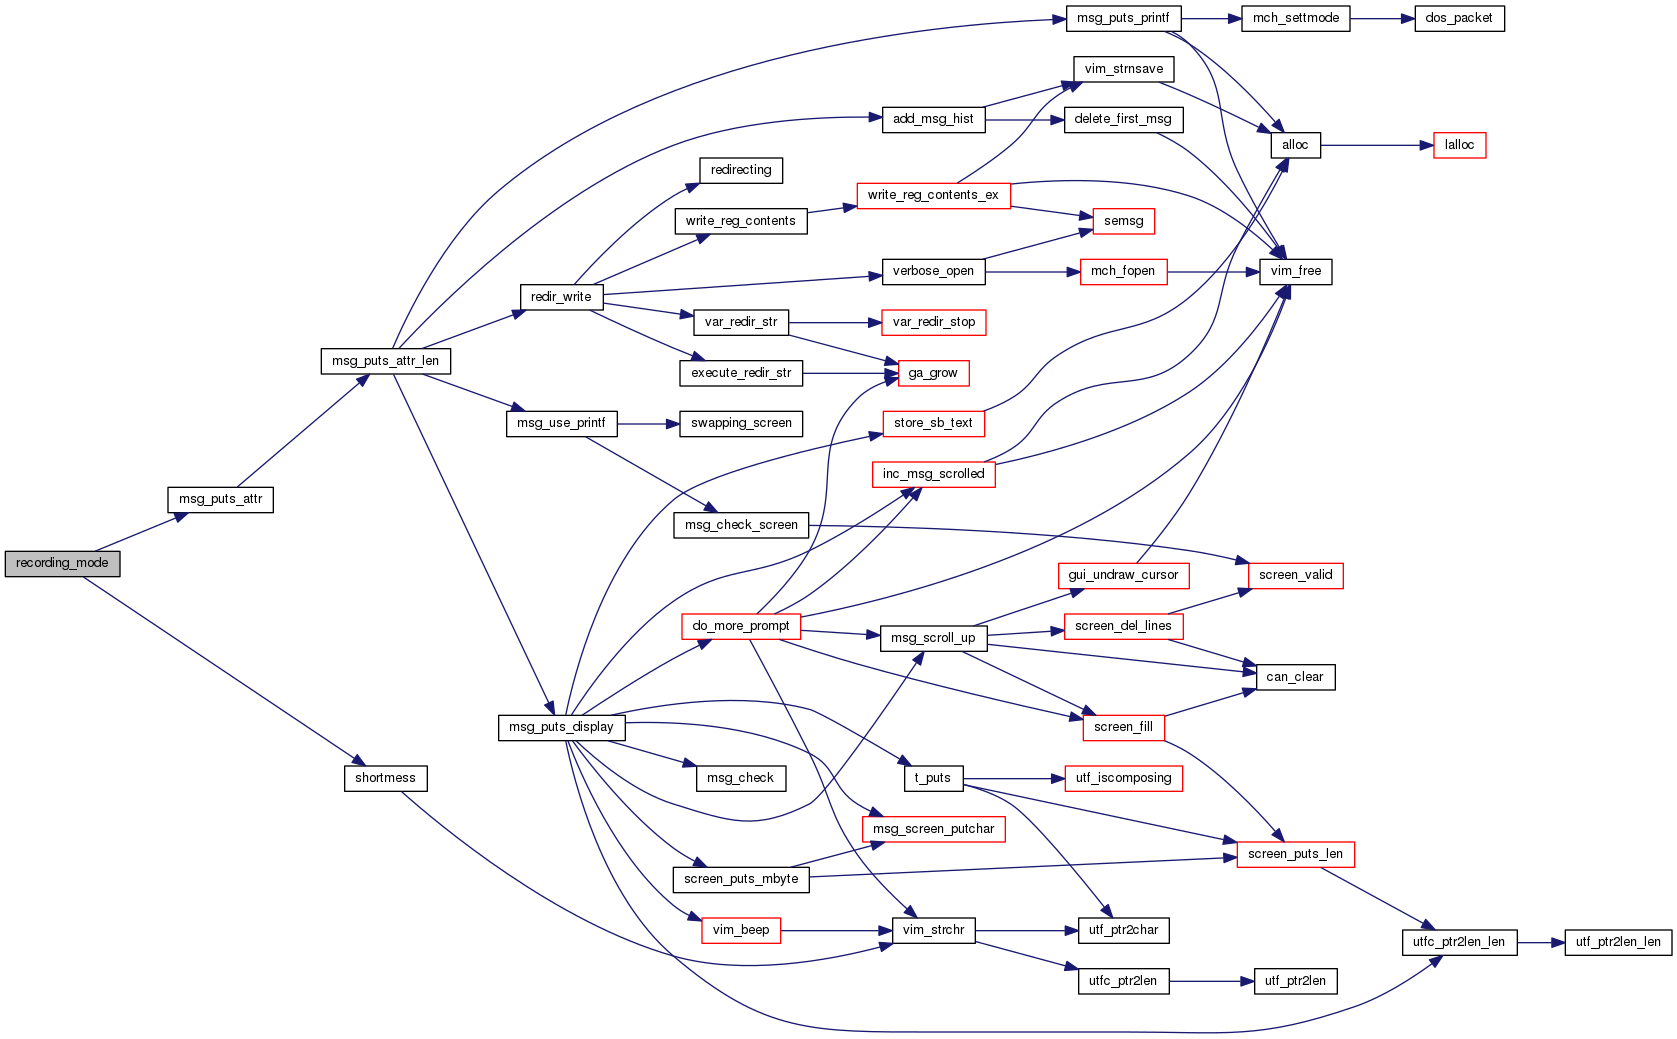 msg_puts_printf
mch_settmode
dos_packet
vim_strnsave
add_msg_hist
delete_first_msg
alloc
lalloc
redirecting
write_reg_contents_ex
write_reg_contents
semsg
verbose_open
mch_fopen
vim_free
redir_write
var_redir_str
var_redir_stop
msg_puts_attr_len
execute_redir_str
ga_grow
msg_use_printf
swapping_screen
store_sb_text
inc_msg_scrolled
msg_puts_attr
msg_check_screen
recording_mode
gui_undraw_cursor
screen_valid
do_more_prompt
msg_scroll_up
screen_del_lines
can_clear
msg_puts_display
screen_fill
shortmess
msg_check
t_puts
utf_iscomposing
msg_screen_putchar
screen_puts_len
screen_puts_mbyte
vim_beep
vim_strchr
utf_ptr2char
utfc_ptr2len_len
utf_ptr2len_len
utfc_ptr2len
utf_ptr2len